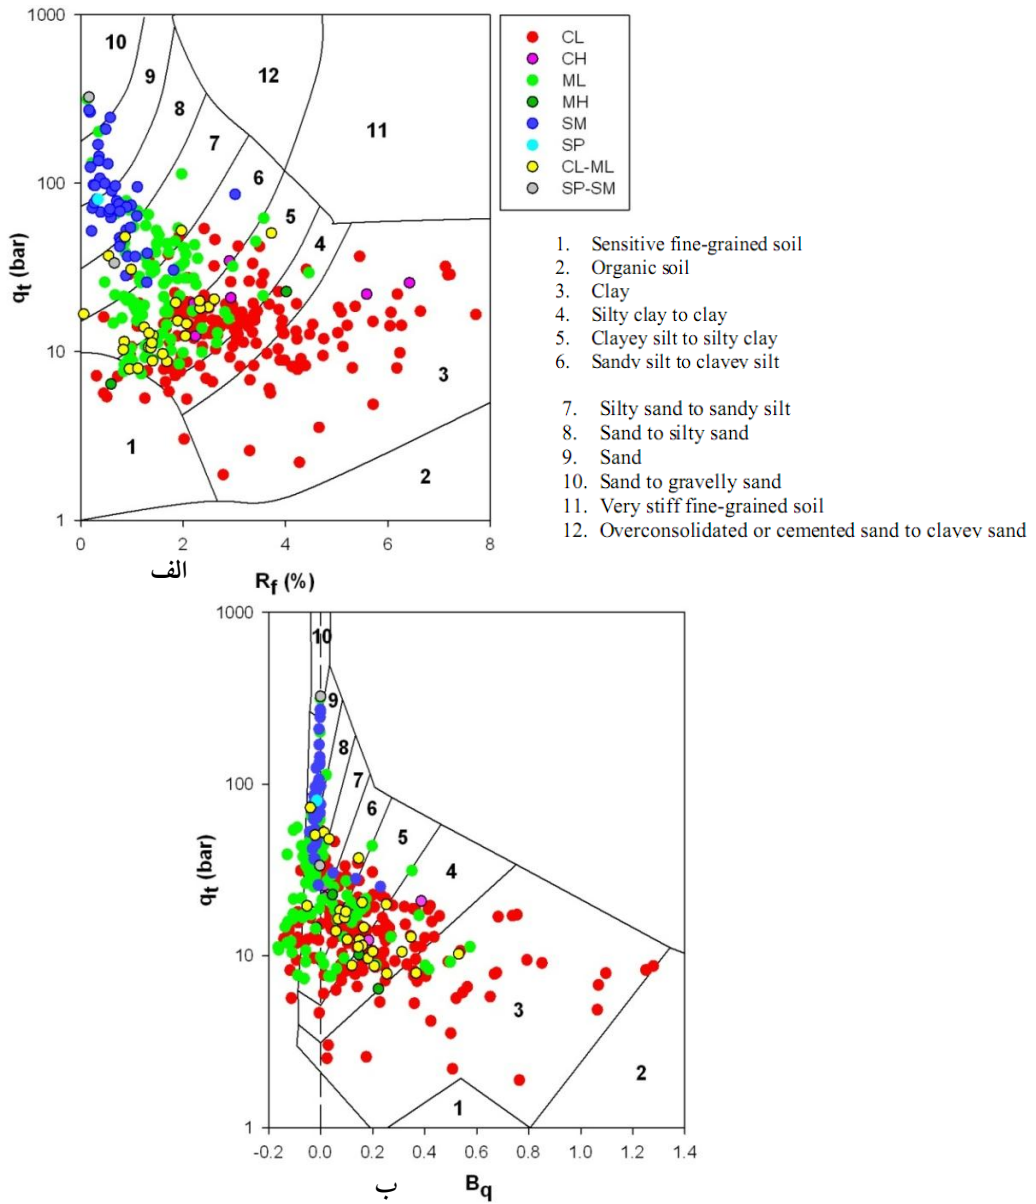 1000
100
10
1
qt (bar)
0
2
4
6
8
Rf (%)
الف
10
9
8
7
6
5
4
12
11
3
1
2
CL
CH
ML
MH
SM
SP
CL-ML
SP-SM
1. Sensitive fine-grained soil
2. Organic soil
3. Clay
4. Silty clay to clay
5. Clayey silt to silty clay
6. Sandy silt to clayey silt
7. Silty sand to sandy silt
8. Sand to silty sand
9. Sand
10. Sand to gravelly sand
11. Very stiff fine-grained soil
12. Overconsolidated or cemented sand to clayey sand
1000
100
10
1
qt (bar)
10
9
8
7
6
5
4
3
2
1
-0.2
0.0
0.2
0.4
0.6
0.8
1.0
1.2
1.4
ب
Bq